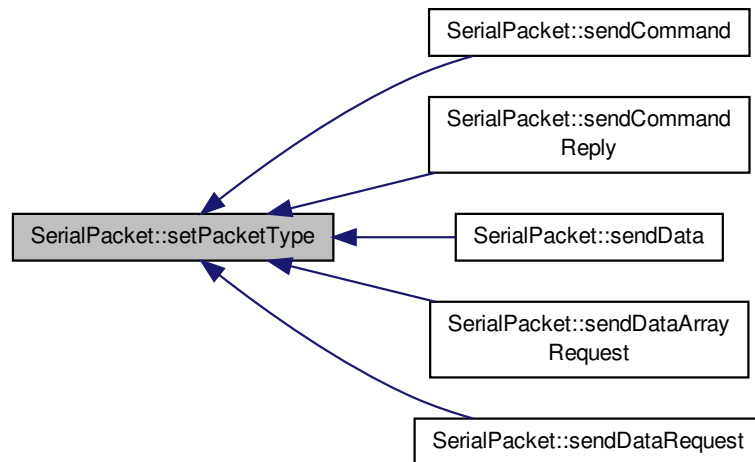 SerialPacket::sendCommand
SerialPacket::sendCommand
Reply
SerialPacket::setPacketType
SerialPacket::sendData
SerialPacket::sendDataArray
Request
SerialPacket::sendDataRequest